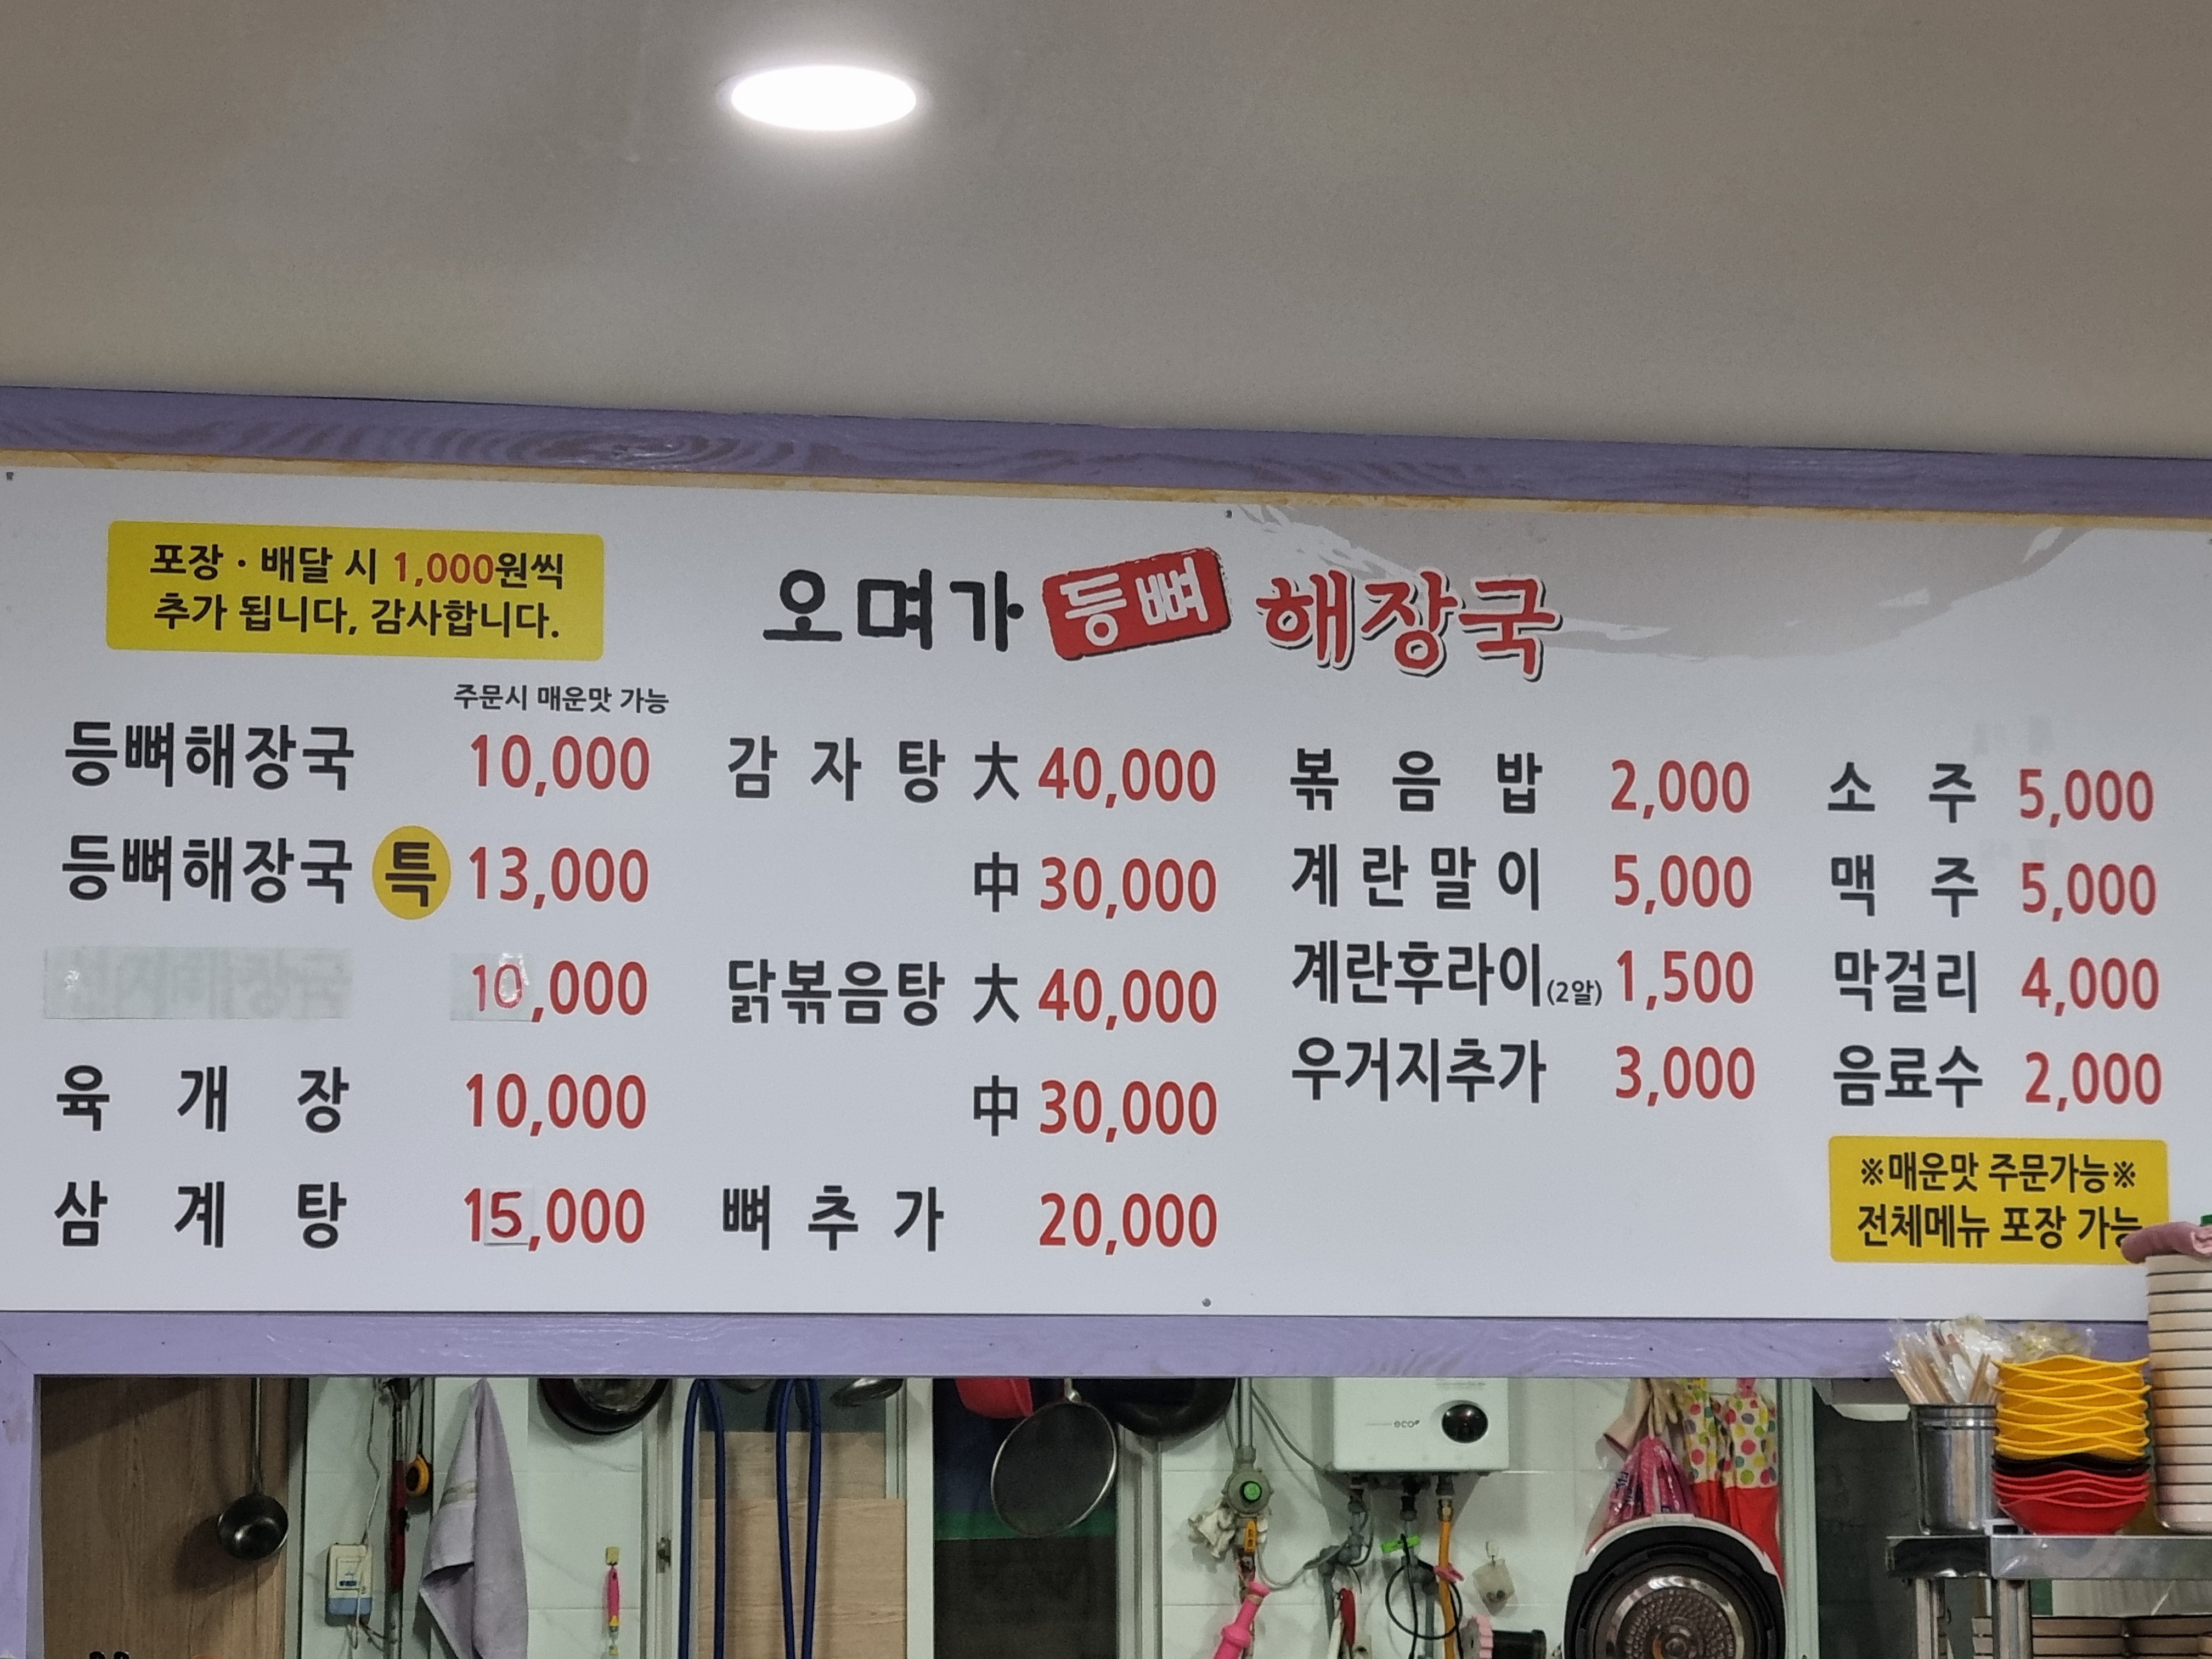 포장·배달 시 1,000원씩
추가 됩니다, 감사합니다.
오며가 등뼈 해장국
주문시 매운맛 가능
등뼈해장국 10,000
등뼈해장국 특 13,000
10,000
육개장 10,000
삼계탕 15,000
감자탕 大 40,000
中 30,000
닭볶음탕 大 40,000
中 30,000
뼈추가 20,000
볶음밥 2,000
계란말이 5,000
계란후라이(2알) 1,500
우거지추가 3,000
소주 5,000
맥주 5,000
막걸리 4,000
음료수 2,000
※매운맛 주문가능※
전체메뉴 포장 가능
eco